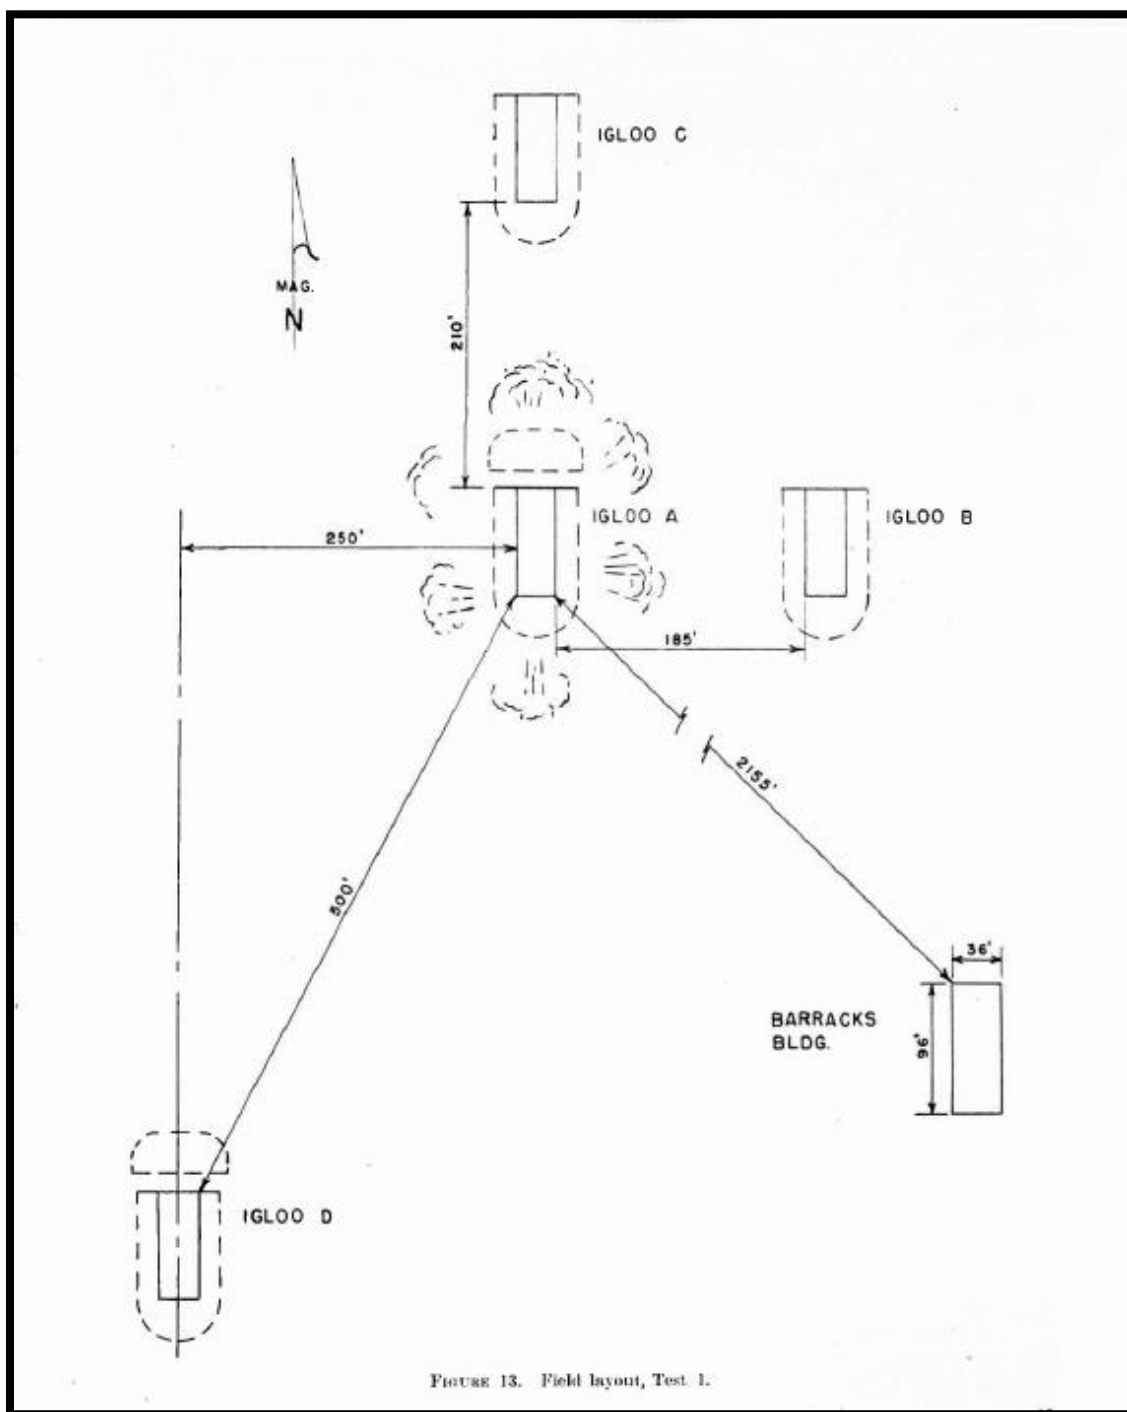 IGLOO C
MAG.
N
210'
IGLOO A
IGLOO B
250'
185'
2155'
500'
36'
BARRACKS
BLDG.
96'
IGLOO D
FIGURE 13. Field layout, Test 1.